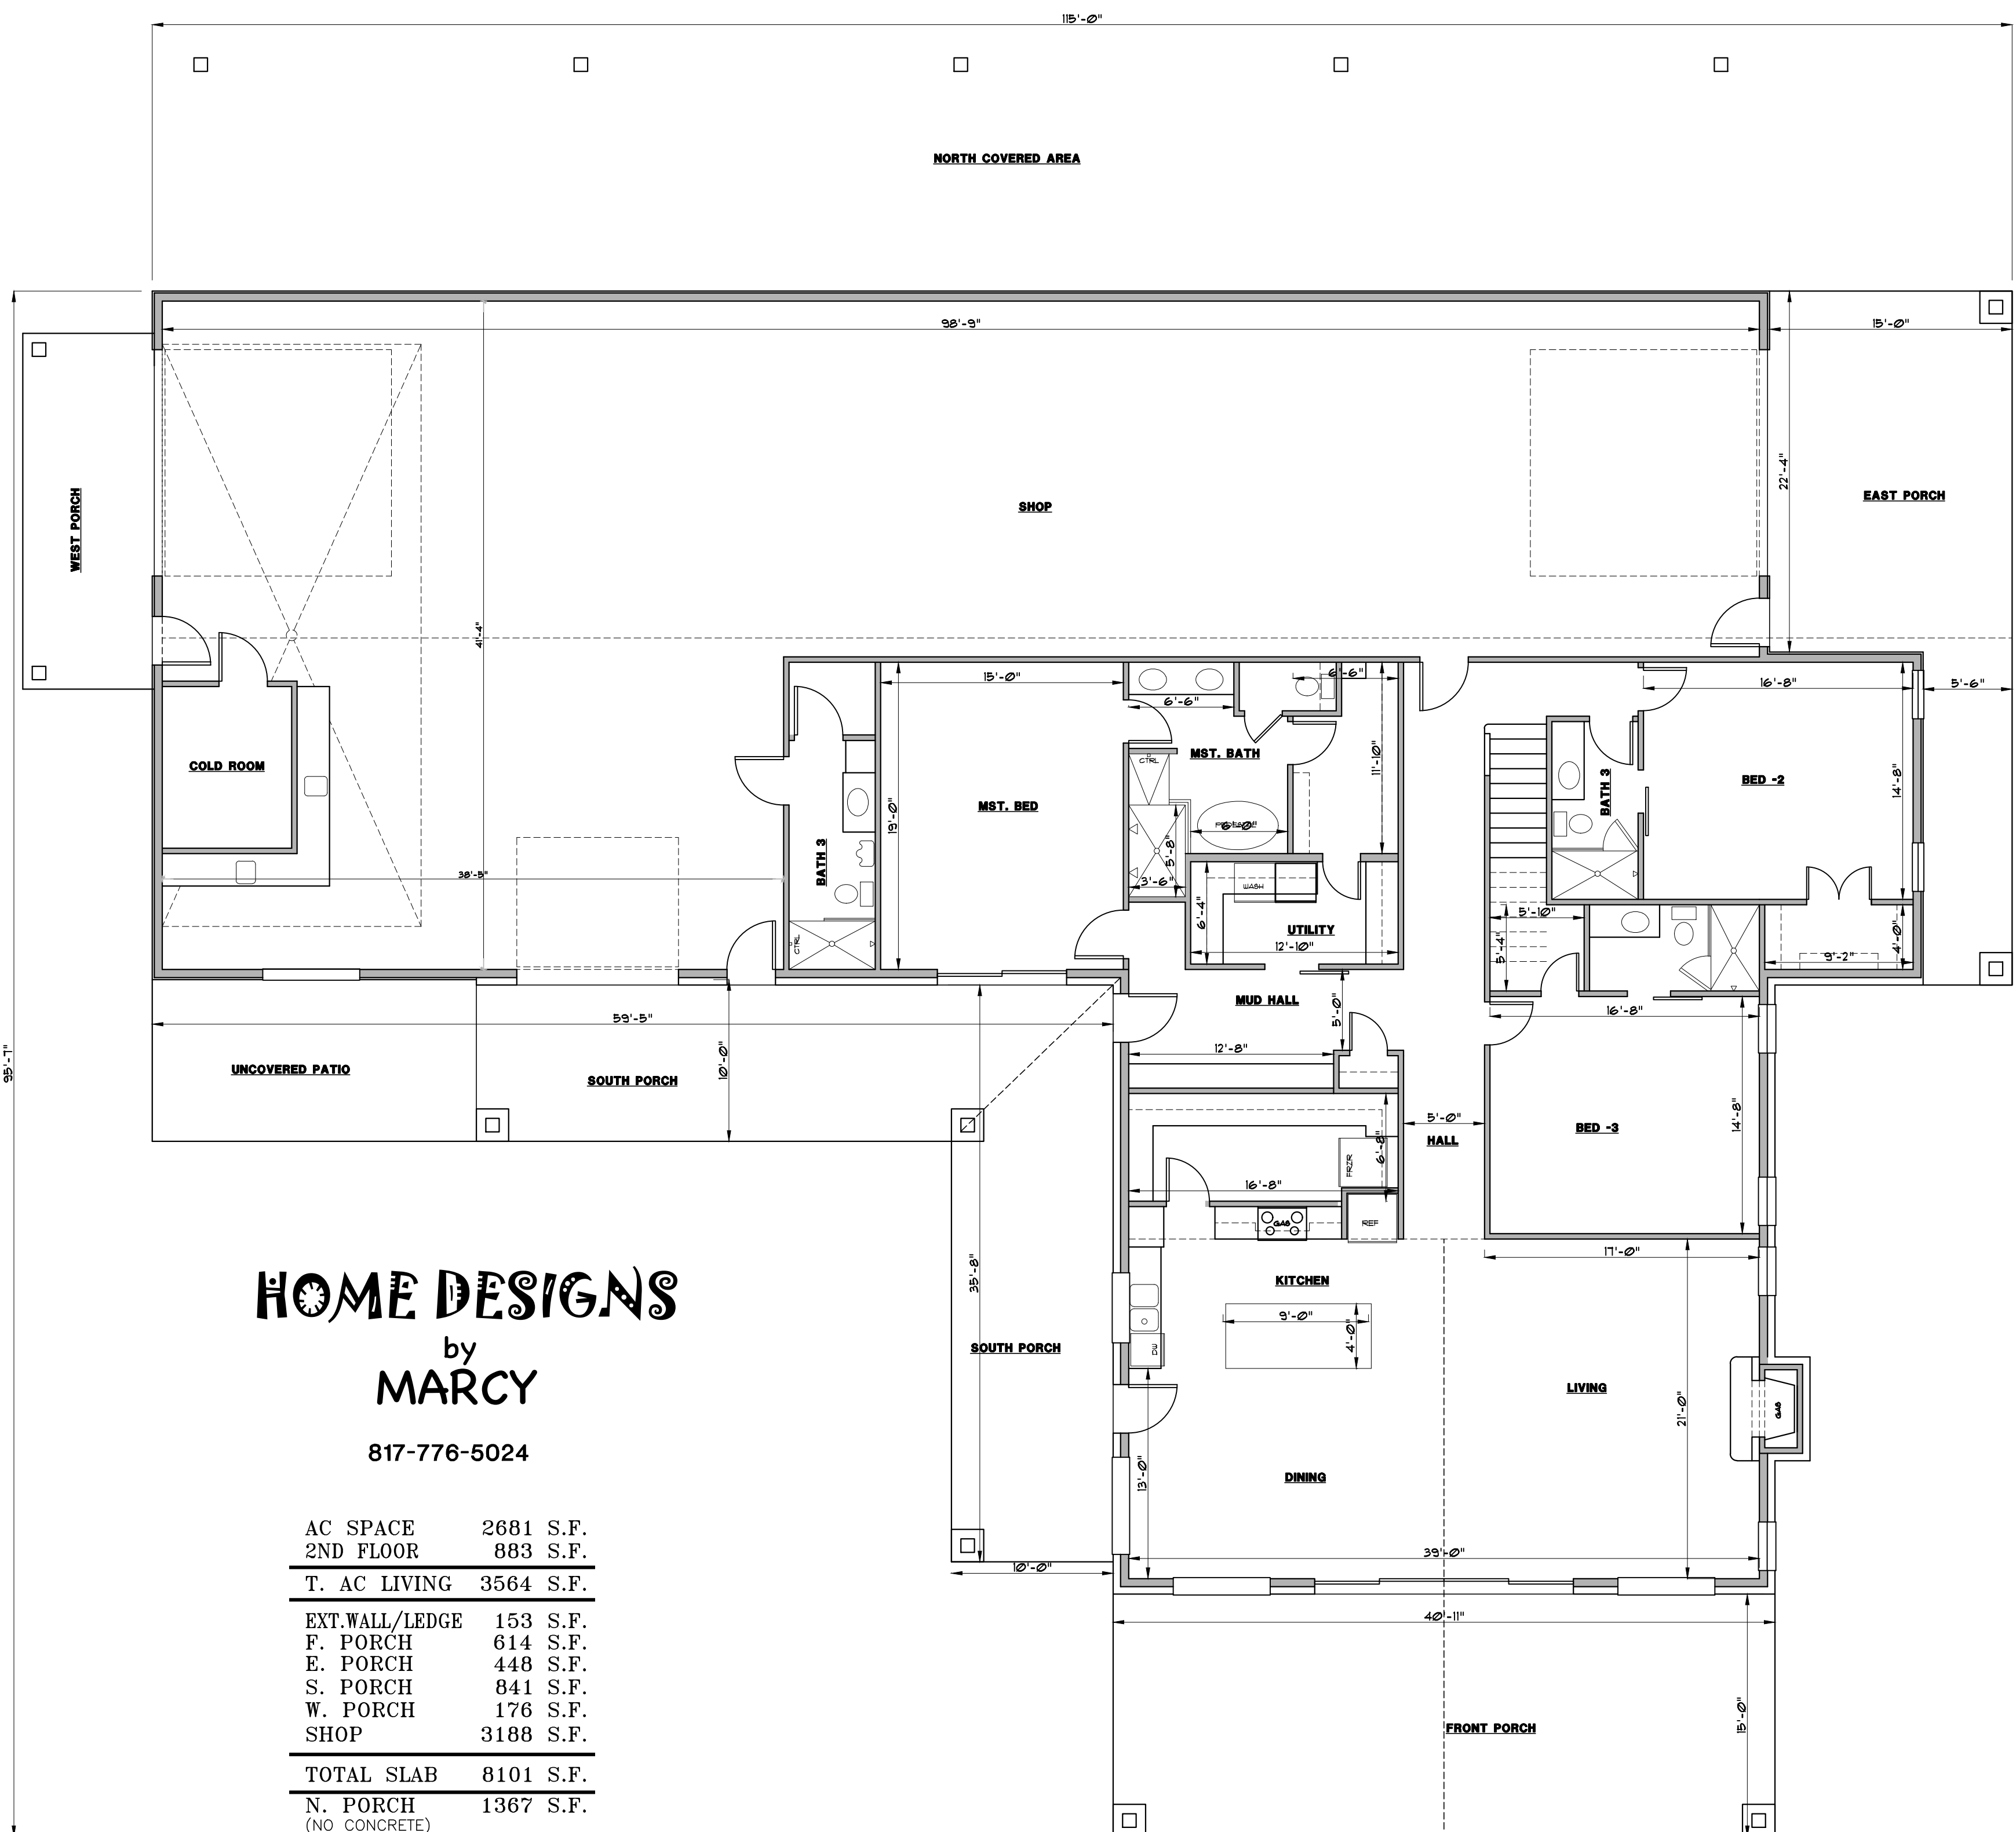 115'-0"
NORTH COVERED AREA
98'-9"
15'-0"
22'-4"
EAST PORCH
WEST PORCH
SHOP
41'-4"
15'-0"
6'-6"
6'-6"
16'-8"
5'-6"
COLD ROOM
CTRL
MST. BATH
11'-10"
BATH 3
BED -2
14'-8"
MST. BED
19'-0"
6'-0"
5'-8"
BATH 3
38'-5"
3'-6"
WASH
6'-4"
UTILITY
12'-10"
CTRL
5'-10"
5'-4"
4'-0"
9'-2"
59'-5"
MUD HALL
5'-0"
16'-8"
12'-8"
10'-0"
UNCOVERED PATIO
SOUTH PORCH
95'-7"
5'-0"
HALL
BED -3
14'-8"
6'-8"
FRZR
16'-8"
GAS
REF
17'-0"
35'-8"
KITCHEN
9'-0"
4'-0"
DW
SOUTH PORCH
LIVING
21'-0"
GAS
DINING
13'-0"
39'-0"
10'-0"
40'-11"
FRONT PORCH
15'-0"
HOME DESIGNS
by
MARCY
817-776-5024
AC SPACE 2681 S.F.
2ND FLOOR 883 S.F.
T. AC LIVING 3564 S.F.
EXT.WALL/LEDGE 153 S.F.
F. PORCH 614 S.F.
E. PORCH 448 S.F.
S. PORCH 841 S.F.
W. PORCH 176 S.F.
SHOP 3188 S.F.
TOTAL SLAB 8101 S.F.
N. PORCH 1367 S.F.
(NO CONCRETE)